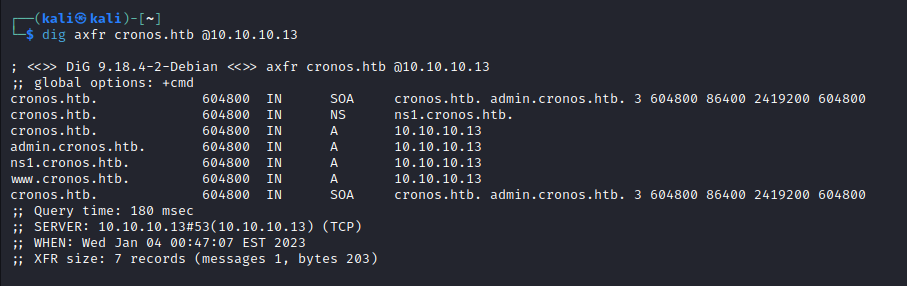 ┌──(kali㉿kali)-[~]
└─$ dig axfr cronos.htb @10.10.10.13
; <<>> DiG 9.18.4-2-Debian <<>> axfr cronos.htb @10.10.10.13
;; global options: +cmd
cronos.htb. 604800 IN SOA cronos.htb. admin.cronos.htb. 3 604800 86400 2419200 604800
cronos.htb. 604800 IN NS ns1.cronos.htb.
cronos.htb. 604800 IN A 10.10.10.13
admin.cronos.htb. 604800 IN A 10.10.10.13
ns1.cronos.htb. 604800 IN A 10.10.10.13
www.cronos.htb. 604800 IN A 10.10.10.13
cronos.htb. 604800 IN SOA cronos.htb. admin.cronos.htb. 3 604800 86400 2419200 604800
;; Query time: 180 msec
;; SERVER: 10.10.10.13#53(10.10.10.13) (TCP)
;; WHEN: Wed Jan 04 00:47:07 EST 2023
;; XFR size: 7 records (messages 1, bytes 203)